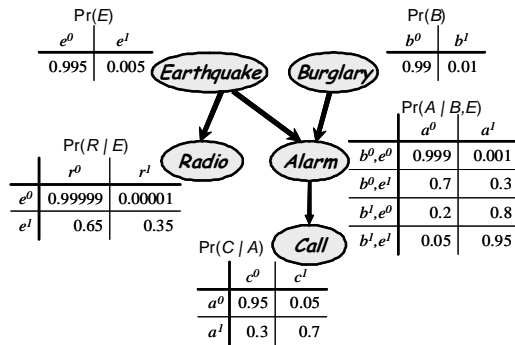 Pr(E)
e⁰ e¹
0.995 0.005
Pr(B)
b⁰ b¹
0.99 0.01
Earthquake
Burglary
Pr(R | E)
r⁰ r¹
e⁰ 0.99999 0.00001
e¹ 0.65 0.35
Radio
Alarm
Pr(A | B,E)
a⁰ a¹
b⁰,e⁰ 0.999 0.001
b⁰,e¹ 0.7 0.3
b¹,e⁰ 0.2 0.8
b¹,e¹ 0.05 0.95
Call
Pr(C | A)
c⁰ c¹
a⁰ 0.95 0.05
a¹ 0.3 0.7